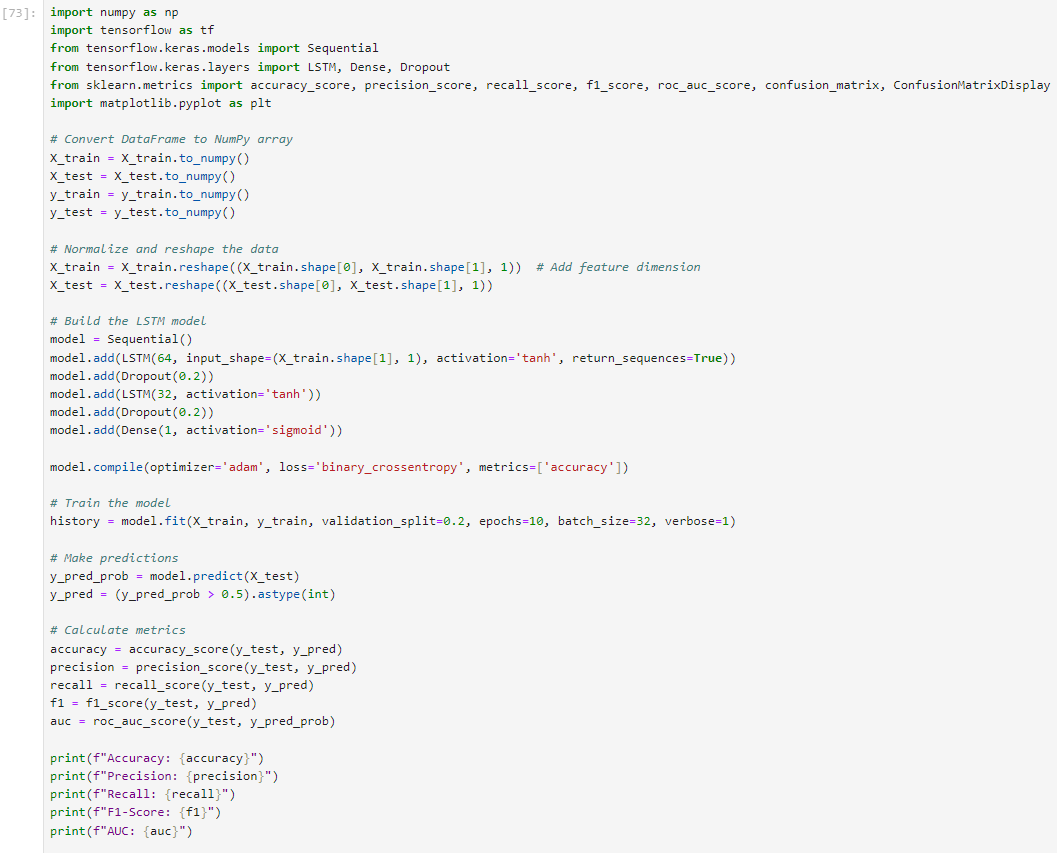 [73]: import numpy as np
import tensorflow as tf
from tensorflow.keras.models import Sequential
from tensorflow.keras.layers import LSTM, Dense, Dropout
from sklearn.metrics import accuracy_score, precision_score, recall_score, f1_score, roc_auc_score, confusion_matrix, ConfusionMatrixDisplay
import matplotlib.pyplot as plt

# Convert DataFrame to NumPy array
X_train = X_train.to_numpy()
X_test = X_test.to_numpy()
y_train = y_train.to_numpy()
y_test = y_test.to_numpy()

# Normalize and reshape the data
X_train = X_train.reshape((X_train.shape[0], X_train.shape[1], 1))  # Add feature dimension
X_test = X_test.reshape((X_test.shape[0], X_test.shape[1], 1))

# Build the LSTM model
model = Sequential()
model.add(LSTM(64, input_shape=(X_train.shape[1], 1), activation='tanh', return_sequences=True))
model.add(Dropout(0.2))
model.add(LSTM(32, activation='tanh'))
model.add(Dropout(0.2))
model.add(Dense(1, activation='sigmoid'))

model.compile(optimizer='adam', loss='binary_crossentropy', metrics=['accuracy'])

# Train the model
history = model.fit(X_train, y_train, validation_split=0.2, epochs=10, batch_size=32, verbose=1)

# Make predictions
y_pred_prob = model.predict(X_test)
y_pred = (y_pred_prob > 0.5).astype(int)

# Calculate metrics
accuracy = accuracy_score(y_test, y_pred)
precision = precision_score(y_test, y_pred)
recall = recall_score(y_test, y_pred)
f1 = f1_score(y_test, y_pred)
auc = roc_auc_score(y_test, y_pred_prob)

print(f"Accuracy: {accuracy}")
print(f"Precision: {precision}")
print(f"Recall: {recall}")
print(f"F1-Score: {f1}")
print(f"AUC: {auc}")